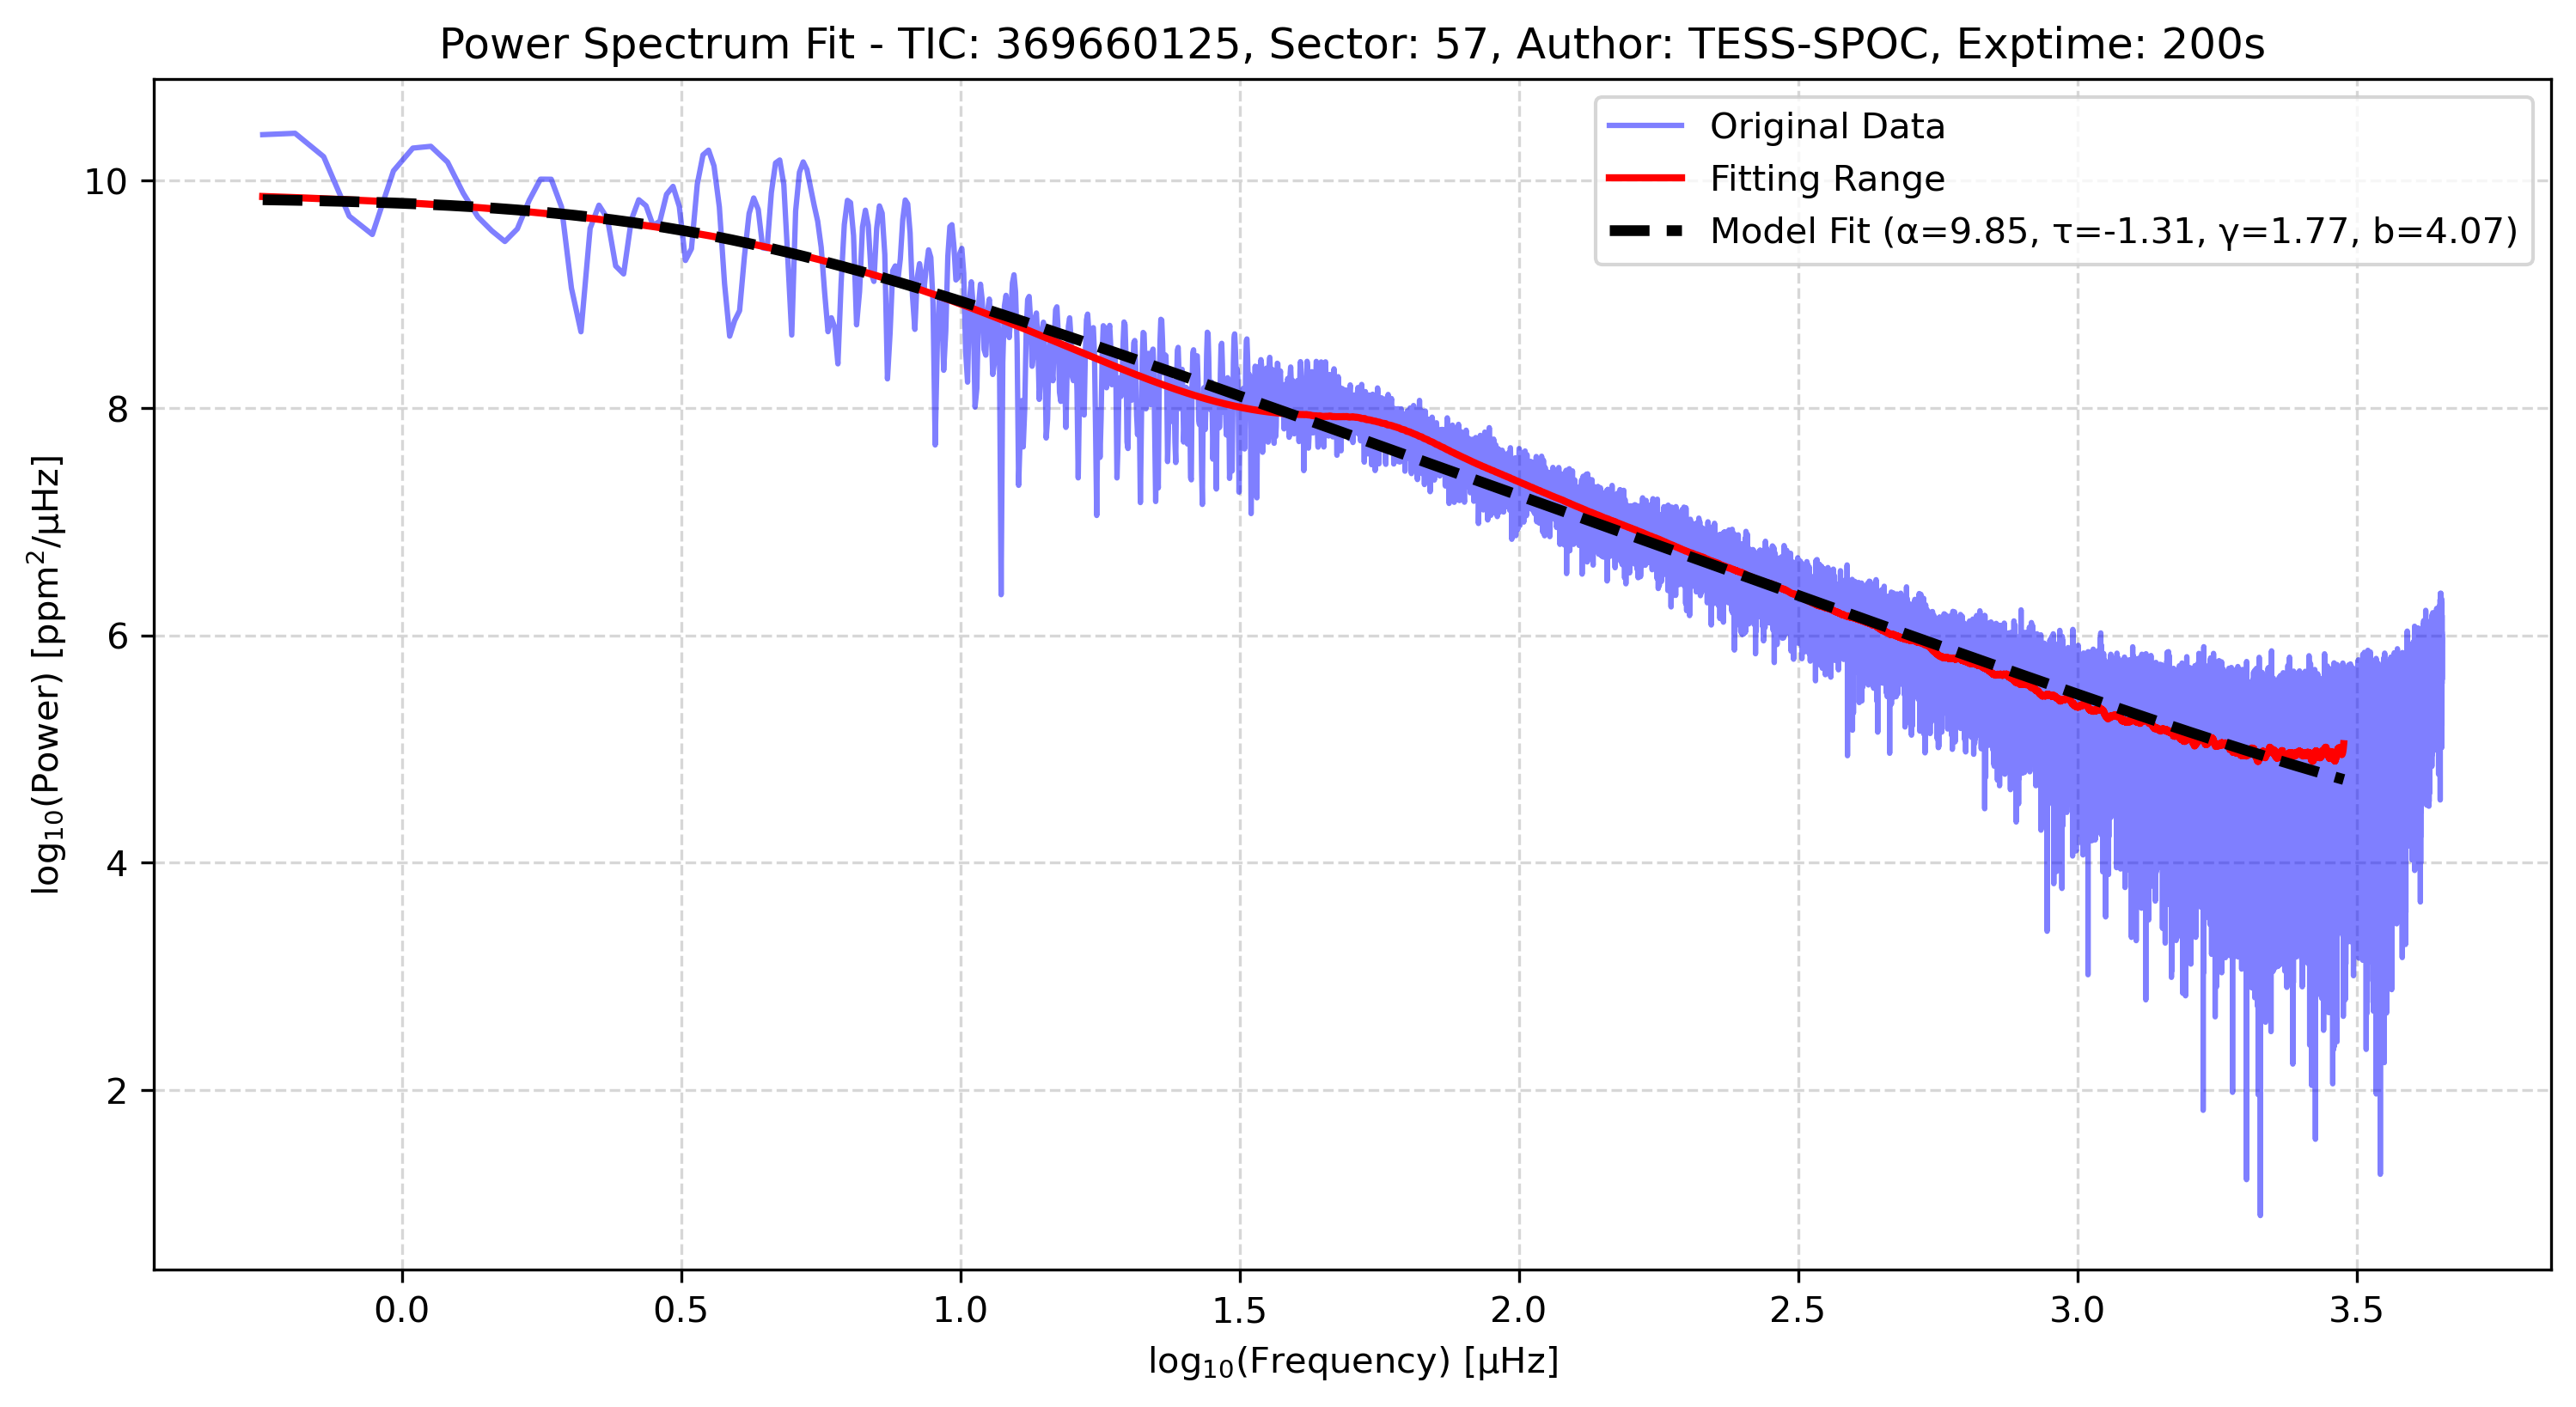 Power Spectrum Fit - TIC: 369660125, Sector: 57, Author: TESS-SPOC, Exptime: 200s
Original Data
Fitting Range
Model Fit (α=9.85, τ=-1.31, γ=1.77, b=4.07)
log₁₀(Power) [ppm²/μHz]
10
8
6
4
2
0.0 0.5 1.0 1.5 2.0 2.5 3.0 3.5
log₁₀(Frequency) [μHz]